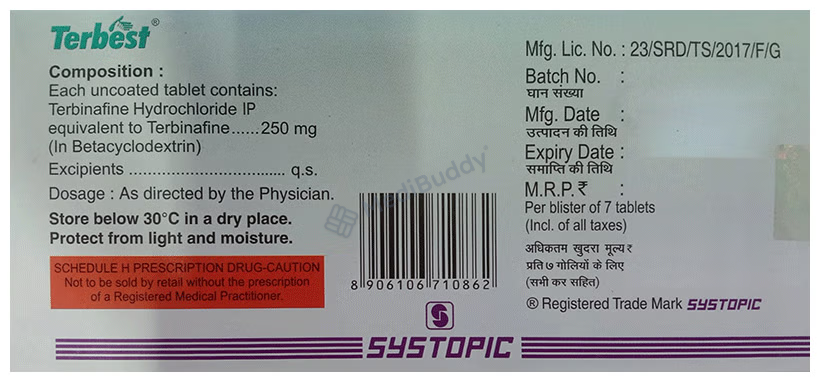 Terbest®
Composition :
Each uncoated tablet contains:
Terbinafine Hydrochloride IP
equivalent to Terbinafine......250 mg
(In Betacyclodextrin)
Excipients ................................. q.s.
Dosage : As directed by the Physician.
Store below 30°C in a dry place.
Protect from light and moisture.
SCHEDULE H PRESCRIPTION DRUG-CAUTION
Not to be sold by retail without the prescription
of a Registered Medical Practitioner.
MediBuddy
8 906106 710862
Mfg. Lic. No. : 23/SRD/TS/2017/F/G
Batch No. :
घान संख्या
Mfg. Date :
उत्पादन की तिथि
Expiry Date :
समाप्ति की तिथि
M.R.P.₹ :
Per blister of 7 tablets
(Incl. of all taxes)
अधिकतम खुदरा मूल्य ₹
प्रति ७ गोलियों के लिए
(सभी कर सहित)
® Registered Trade Mark SYSTOPIC
SYSTOPIC